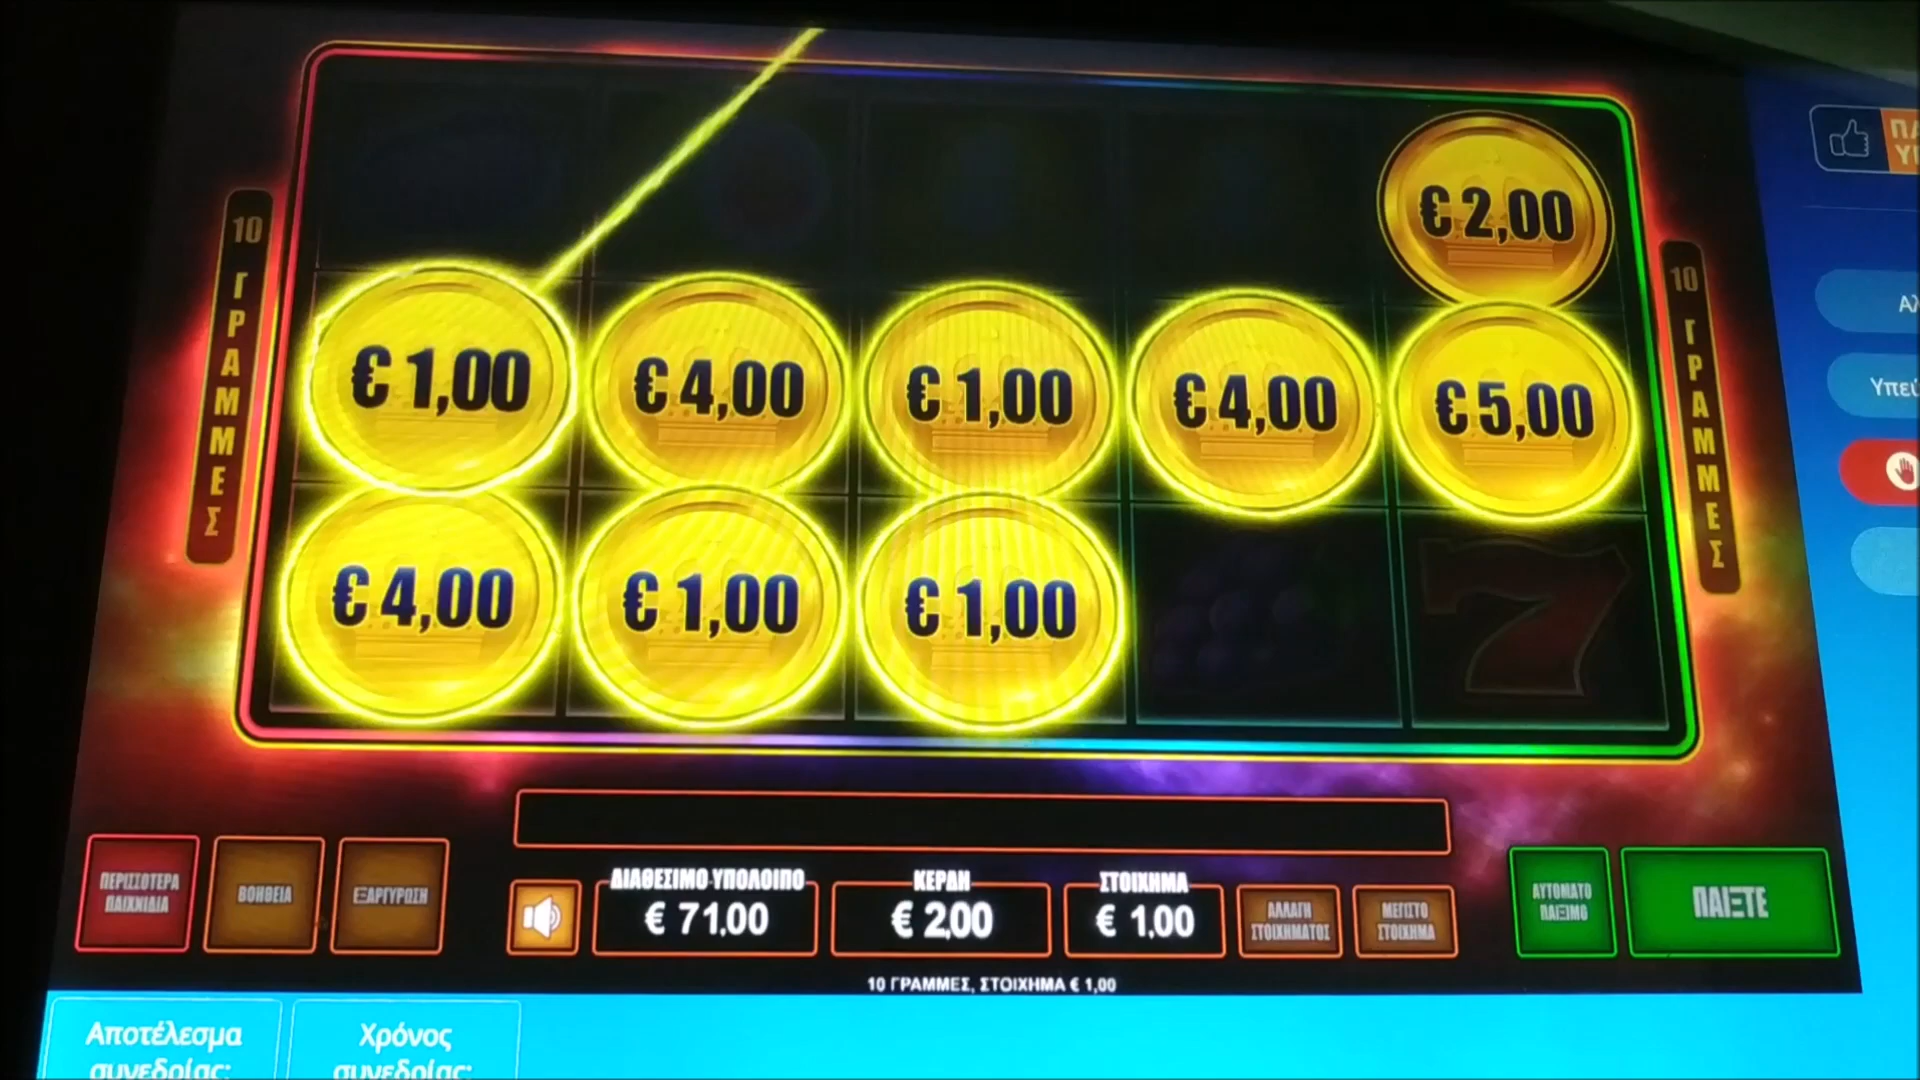 € 2,00
€ 1,00
€ 4,00
€ 1,00
€ 4,00
€ 5,00
€ 4,00
€ 1,00
€ 1,00
10 ΓΡΑΜΜΕΣ
10 ΓΡΑΜΜΕΣ
ΠΕΡΙΣΣΟΤΕΡΑ
ΠΑΙΧΝΙΔΙΑ
ΒΟΗΘΕΙΑ
ΕΞΑΡΓΥΡΩΣΗ
ΔΙΑΘΕΣΙΜΟ ΥΠΟΛΟΙΠΟ
€ 71,00
ΚΕΡΔΗ
€ 2,00
ΣΤΟΙΧΗΜΑ
€ 1,00
ΑΛΛΑΓΗ
ΣΤΟΙΧΗΜΑΤΟΣ
ΜΕΓΙΣΤΟ
ΣΤΟΙΧΗΜΑ
ΑΥΤΟΜΑΤΟ
ΠΑΙΞΙΜΟ
ΠΑΙΞΤΕ
10 ΓΡΑΜΜΕΣ, ΣΤΟΙΧΗΜΑ € 1,00
Αποτέλεσμα
συνεδρίας:
Χρόνος
συνεδρίας: